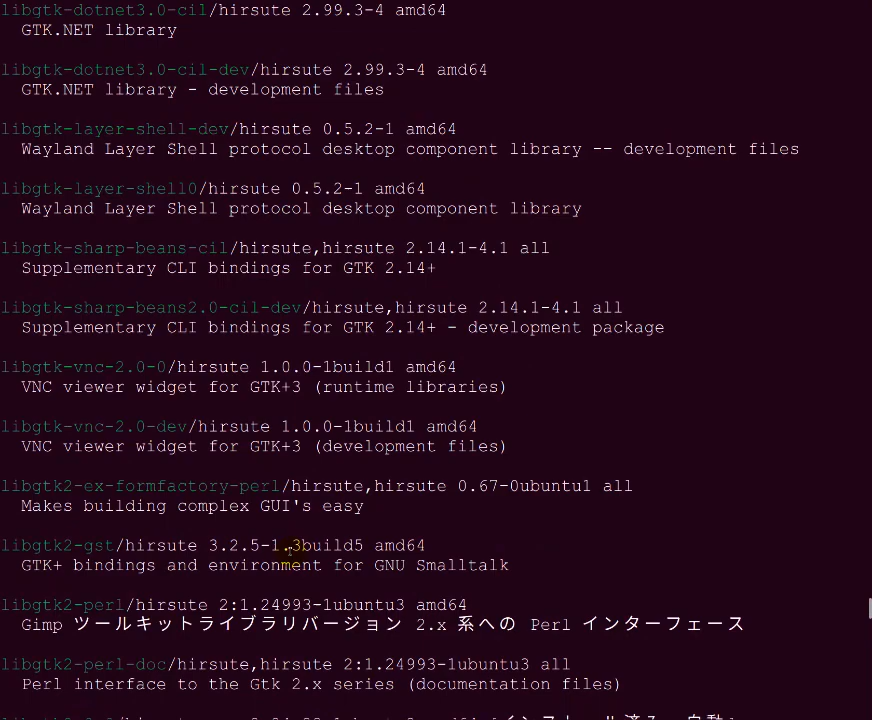 libgtk-dotnet3.0-cil/hirsute 2.99.3-4 amd64
GTK.NET library
libgtk-dotnet3.0-cil-dev/hirsute 2.99.3-4 amd64
GTK.NET library - development files
libgtk-layer-shell-dev/hirsute 0.5.2-1 amd64
Wayland Layer Shell protocol desktop component library -- development files
libgtk-layer-shell0/hirsute 0.5.2-1 amd64
Wayland Layer Shell protocol desktop component library
libgtk-sharp-beans-cil/hirsute,hirsute 2.14.1-4.1 all
Supplementary CLI bindings for GTK 2.14+
libgtk-sharp-beans2.0-cil-dev/hirsute,hirsute 2.14.1-4.1 all
Supplementary CLI bindings for GTK 2.14+ - development package
libgtk-vnc-2.0-0/hirsute 1.0.0-1build1 amd64
VNC viewer widget for GTK+3 (runtime libraries)
libgtk-vnc-2.0-dev/hirsute 1.0.0-1build1 amd64
VNC viewer widget for GTK+3 (development files)
libgtk2-ex-formfactory-perl/hirsute,hirsute 0.67-0ubuntu1 all
Makes building complex GUI's easy
libgtk2-gst/hirsute 3.2.5-1.3build5 amd64
GTK+ bindings and environment for GNU Smalltalk
libgtk2-perl/hirsute 2:1.24993-1ubuntu3 amd64
Gimp ツールキットライブラリバージョン 2.x 系への Perl インターフェース
libgtk2-perl-doc/hirsute,hirsute 2:1.24993-1ubuntu3 all
Perl interface to the Gtk 2.x series (documentation files)